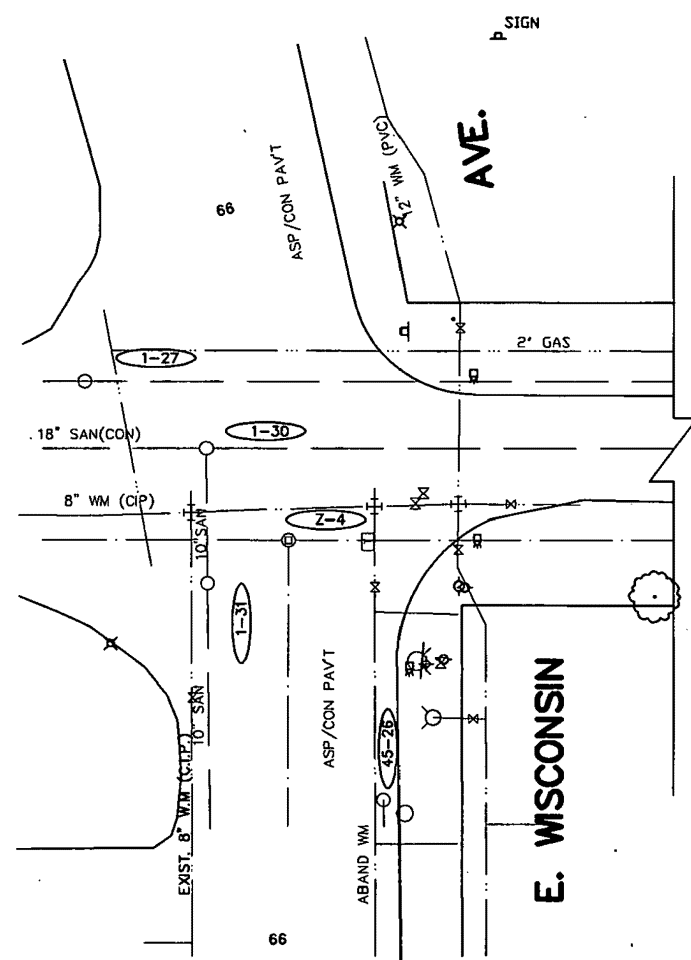 SIGN
AVE.
12" WM (PVC)
ASP/CON PAV'T
66
2" GAS
1-27
1-30
18" SAN(CON)
8" WM (CIP)
Z-4
10"SAN
1-31
10" SAN
ASP/CON PAV'T
45-26
EXIST. 8" W.M (C.I.P.)
ABAND WM
E. WISCONSIN
66